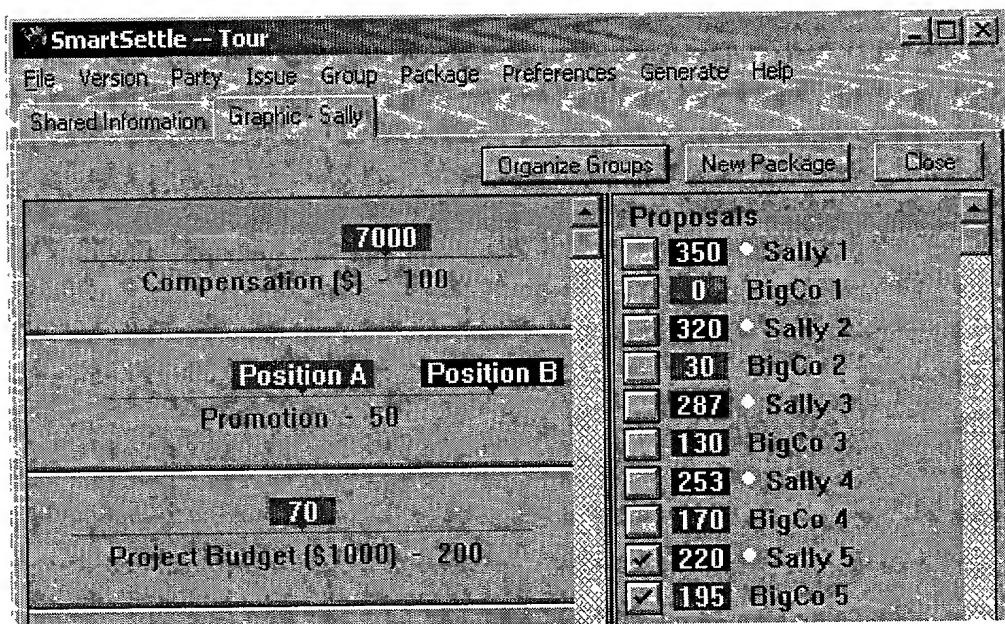 SmartSettle -- Tour
File Version Party Issue Group Package Preferences Generate Help
Shared Information Graphic - Sally
Organize Groups New Package Close
7000
Compensation ($) - 100
Position A Position B
Promotion - 50
70
Project Budget ($1000) - 200
Proposals
350 Sally 1
0 BigCo 1
320 Sally 2
30 BigCo 2
287 Sally 3
130 BigCo 3
253 Sally 4
170 BigCo 4
220 Sally 5
195 BigCo 5